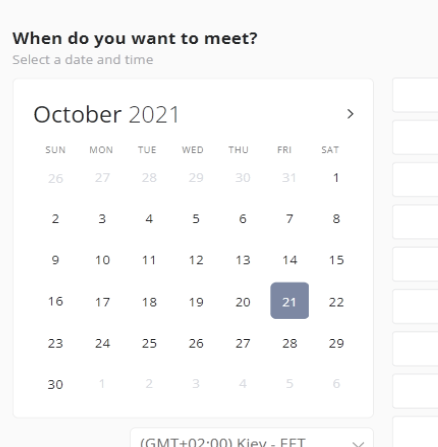 When do you want to meet?
Select a date and time
October 2021
SUN MON TUE WED THU FRI SAT
26 27 28 29 30 31 1
2 3 4 5 6 7 8
9 10 11 12 13 14 15
16 17 18 19 20 21 22
23 24 25 26 27 28 29
30 1 2 3 4 5 6
(GMT+02:00) Kiev - EET